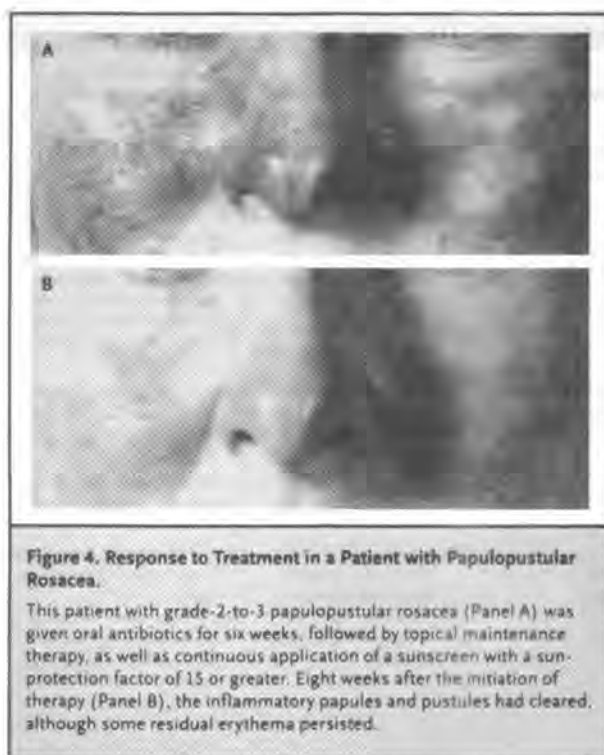 A
B
Figure 4. Response to Treatment in a Patient with Papulopustular
Rosacea.
This patient with grade-2-to-3 papulopustular rosacea (Panel A) was
given oral antibiotics for six weeks, followed by topical maintenance
therapy, as well as continuous application of a sunscreen with a sun-
protection factor of 15 or greater. Eight weeks after the initiation of
therapy (Panel B), the inflammatory papules and pustules had cleared,
although some residual erythema persisted.